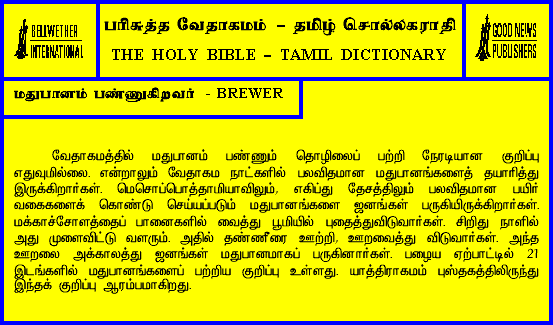 BELLWETHER
INTERNATIONAL
பரிசுத்த வேதாகமம் – தமிழ் சொல்லகராதி
THE HOLY BIBLE – TAMIL DICTIONARY
GOOD NEWS
PUBLISHERS
மதுபானம் பண்ணுகிறவர் - BREWER
வேதாகமத்தில் மதுபானம் பண்ணும் தொழிலைப் பற்றி நேரடியான குறிப்பு
எதுவுமில்லை. என்றாலும் வேதாகம நாட்களில் பலவிதமான மதுபானங்களைத் தயாரித்து
இருக்கிறார்கள். மெசொப்பொத்தாமியாவிலும், எகிப்து தேசத்திலும் பலவிதமான பயிர்
வகைகளைக் கொண்டு செய்யப்படும் மதுபானங்களை ஜனங்கள் பருகியிருக்கிறார்கள்.
மக்காச்சோளத்தைப் பானைகளில் வைத்து பூமியில் புதைத்துவிடுவார்கள். சிறிது நாளில்
அது முளைவிட்டு வளரும். அதில் தண்ணீரை ஊற்றி, ஊறவைத்து விடுவார்கள். அந்த
ஊறலை அக்காலத்து ஜனங்கள் மதுபானமாகப் பருகினார்கள். பழைய ஏற்பாட்டில் 21
இடங்களில் மதுபானங்களைப் பற்றிய குறிப்பு உள்ளது. யாத்திராகமம் புஸ்தகத்திலிருந்து
இந்தக் குறிப்பு ஆரம்பமாகிறது.